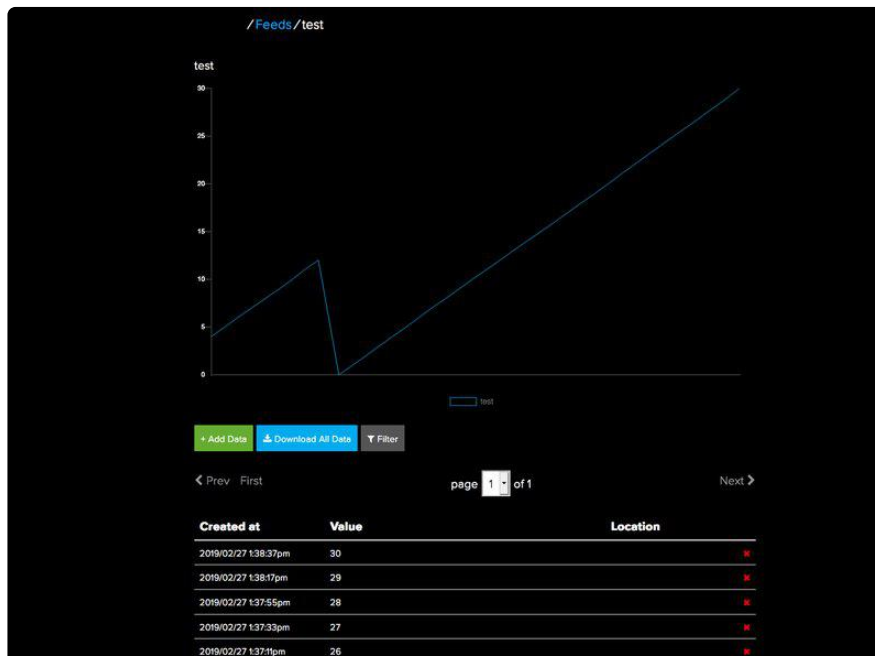 /Feeds/test
test
30
25
20
15
10
5
0
test
+ Add Data Download All Data Filter
Prev First page 1 of 1 Next
Created at Value Location
2019/02/27 1:38:37pm 30
2019/02/27 1:38:17pm 29
2019/02/27 1:37:55pm 28
2019/02/27 1:37:33pm 27
2019/02/27 1:37:11pm 26